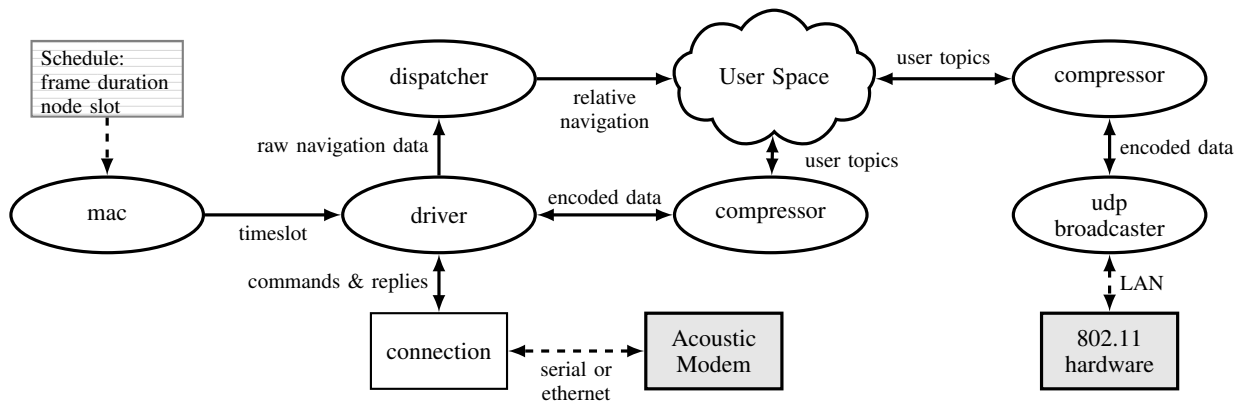 Schedule:
frame duration
node slot
dispatcher
relative
navigation
User Space
user topics
compressor
raw navigation data
user topics
encoded data
mac
timeslot
driver
encoded data
compressor
udp
broadcaster
commands & replies
LAN
connection
serial or
ethernet
Acoustic
Modem
802.11
hardware